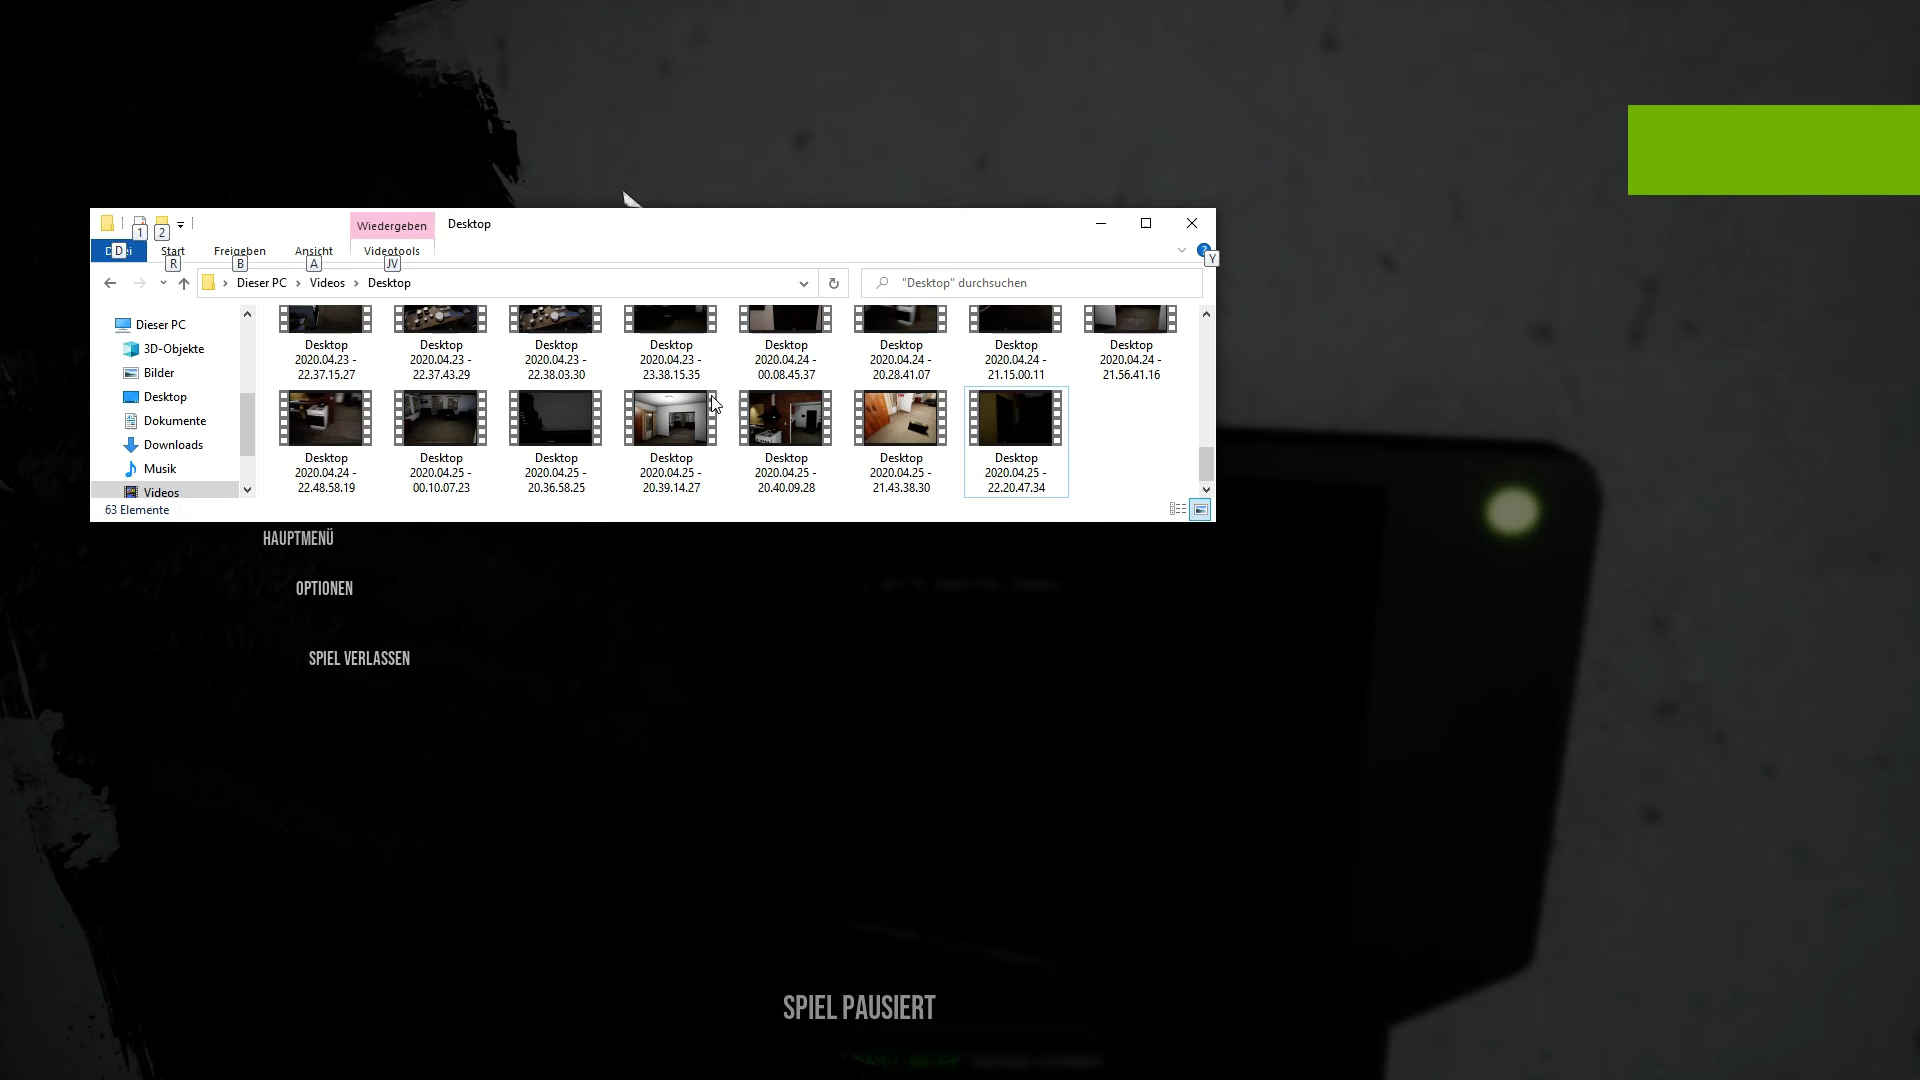 Wiedergeben
Desktop
1
2
D
Start
Freigeben
Ansicht
Videotools
R
B
A
JV
Y
Dieser PC
Videos
Desktop
"Desktop" durchsuchen
Dieser PC
3D-Objekte
Bilder
Desktop
Dokumente
Downloads
Musik
Videos
Desktop
2020.04.23 -
22.37.15.27
Desktop
2020.04.23 -
22.37.43.29
Desktop
2020.04.23 -
22.38.03.30
Desktop
2020.04.23 -
23.38.15.35
Desktop
2020.04.24 -
00.08.45.37
Desktop
2020.04.24 -
20.28.41.07
Desktop
2020.04.24 -
21.15.00.11
Desktop
2020.04.24 -
21.56.41.16
Desktop
2020.04.24 -
22.48.58.19
Desktop
2020.04.25 -
00.10.07.23
Desktop
2020.04.25 -
20.36.58.25
Desktop
2020.04.25 -
20.39.14.27
Desktop
2020.04.25 -
20.40.09.28
Desktop
2020.04.25 -
21.43.38.30
Desktop
2020.04.25 -
22.20.47.34
63 Elemente
HAUPTMENÜ
OPTIONEN
SPIEL VERLASSEN
SPIEL PAUSIERT